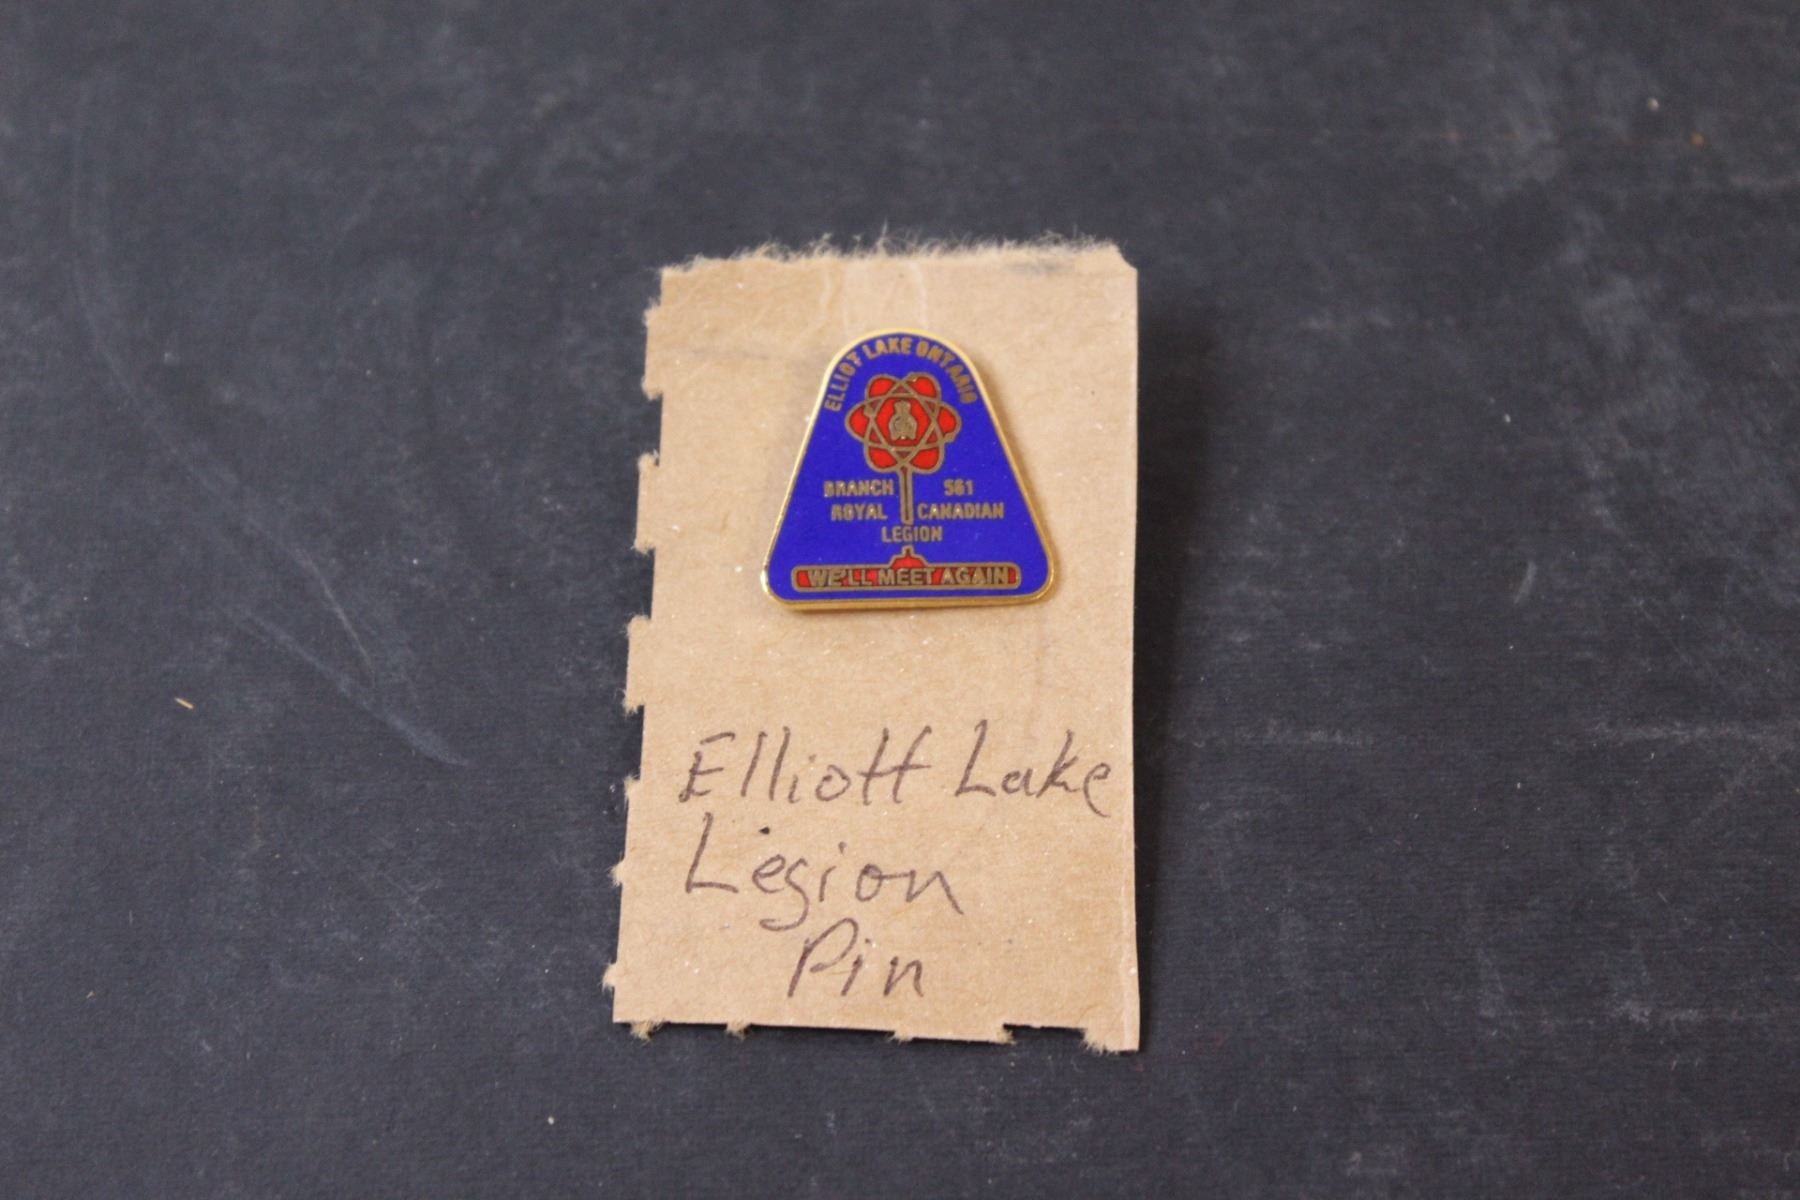 ELLIOT LAKE ONTARIO
BRANCH 561
ROYAL CANADIAN
LEGION
WE'LL MEET AGAIN
Elliott Lake
Legion
Pin